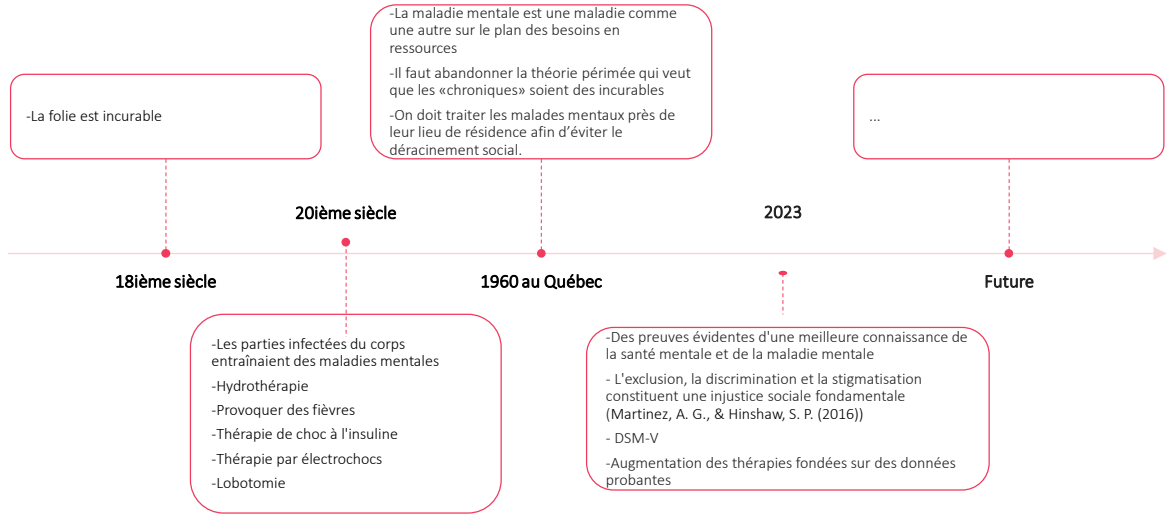 -La folie est incurable
18ième siècle
20ième siècle
-Les parties infectées du corps
entraînaient des maladies mentales
-Hydrothérapie
-Provoquer des fièvres
-Thérapie de choc à l'insuline
-Thérapie par électrochocs
-Lobotomie
-La maladie mentale est une maladie comme
une autre sur le plan des besoins en
ressources
-Il faut abandonner la théorie périmée qui veut
que les «chroniques» soient des incurables
-On doit traiter les malades mentaux près de
leur lieu de résidence afin d’éviter le
déracinement social.
1960 au Québec
2023
-Des preuves évidentes d'une meilleure connaissance de
la santé mentale et de la maladie mentale
- L'exclusion, la discrimination et la stigmatisation
constituent une injustice sociale fondamentale
(Martinez, A. G., & Hinshaw, S. P. (2016))
- DSM-V
-Augmentation des thérapies fondées sur des données
probantes
...
Future